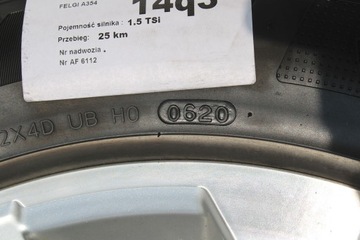 FELGI A354
14q3
Pojemność silnika : 1.5 TSi
Przebieg: 25 km
Nr nadwozia .
Nr AF 6112
2X4D UB H0 0620